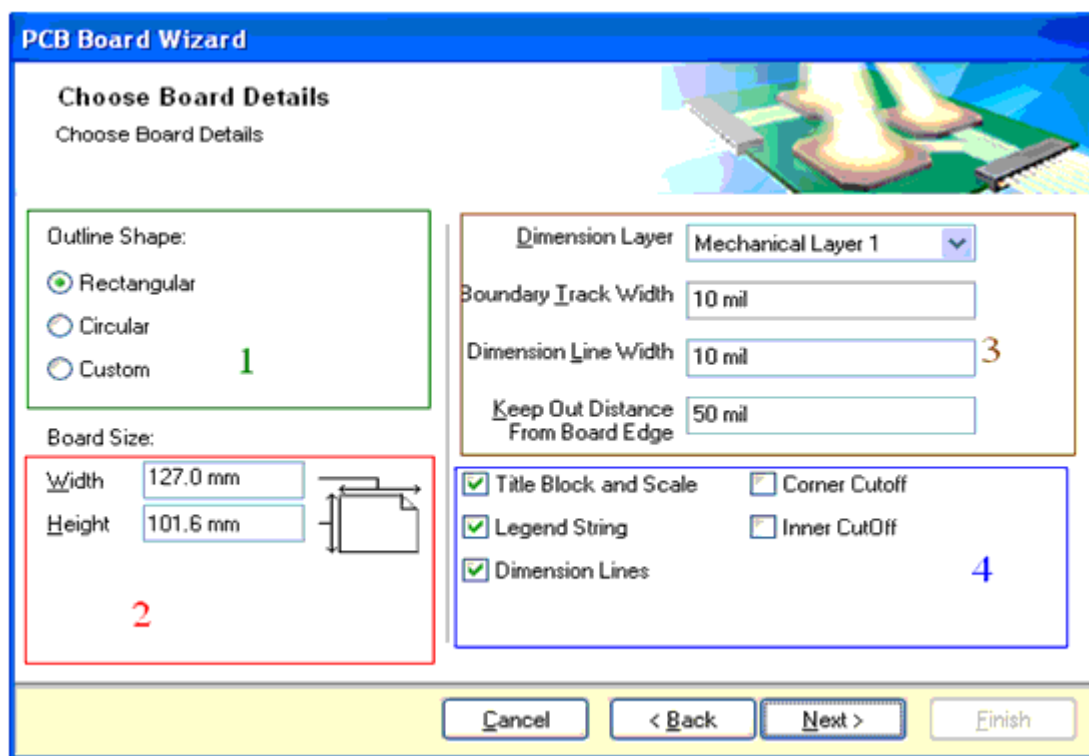 PCB Board Wizard
Choose Board Details
Choose Board Details
Outline Shape:
Rectangular
Circular
Custom
1
Board Size:
Width 127.0 mm
Height 101.6 mm
2
Dimension Layer Mechanical Layer 1
Boundary Track Width 10 mil
Dimension Line Width 10 mil
3
Keep Out Distance
From Board Edge 50 mil
Title Block and Scale Corner Cutoff
Legend String Inner CutOff
Dimension Lines 4
Cancel < Back Next > Finish